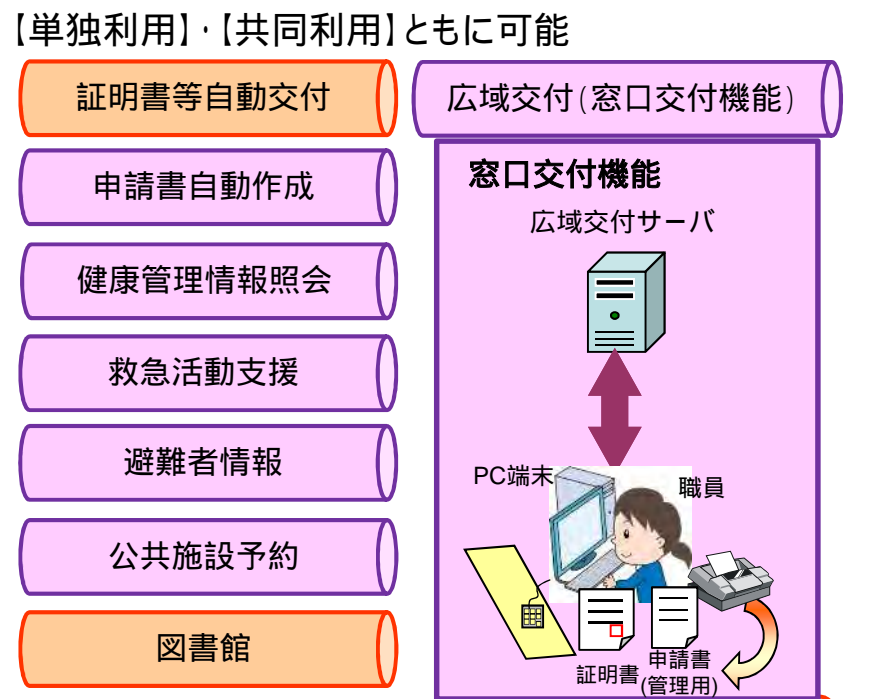 【単独利用】・【共同利用】ともに可能
証明書等自動交付
申請書自動作成
健康管理情報照会
救急活動支援
避難者情報
公共施設予約
図書館
広域交付(窓口交付機能)
窓口交付機能
広域交付サーバ
PC端末
職員
証明書
申請書
(管理用)